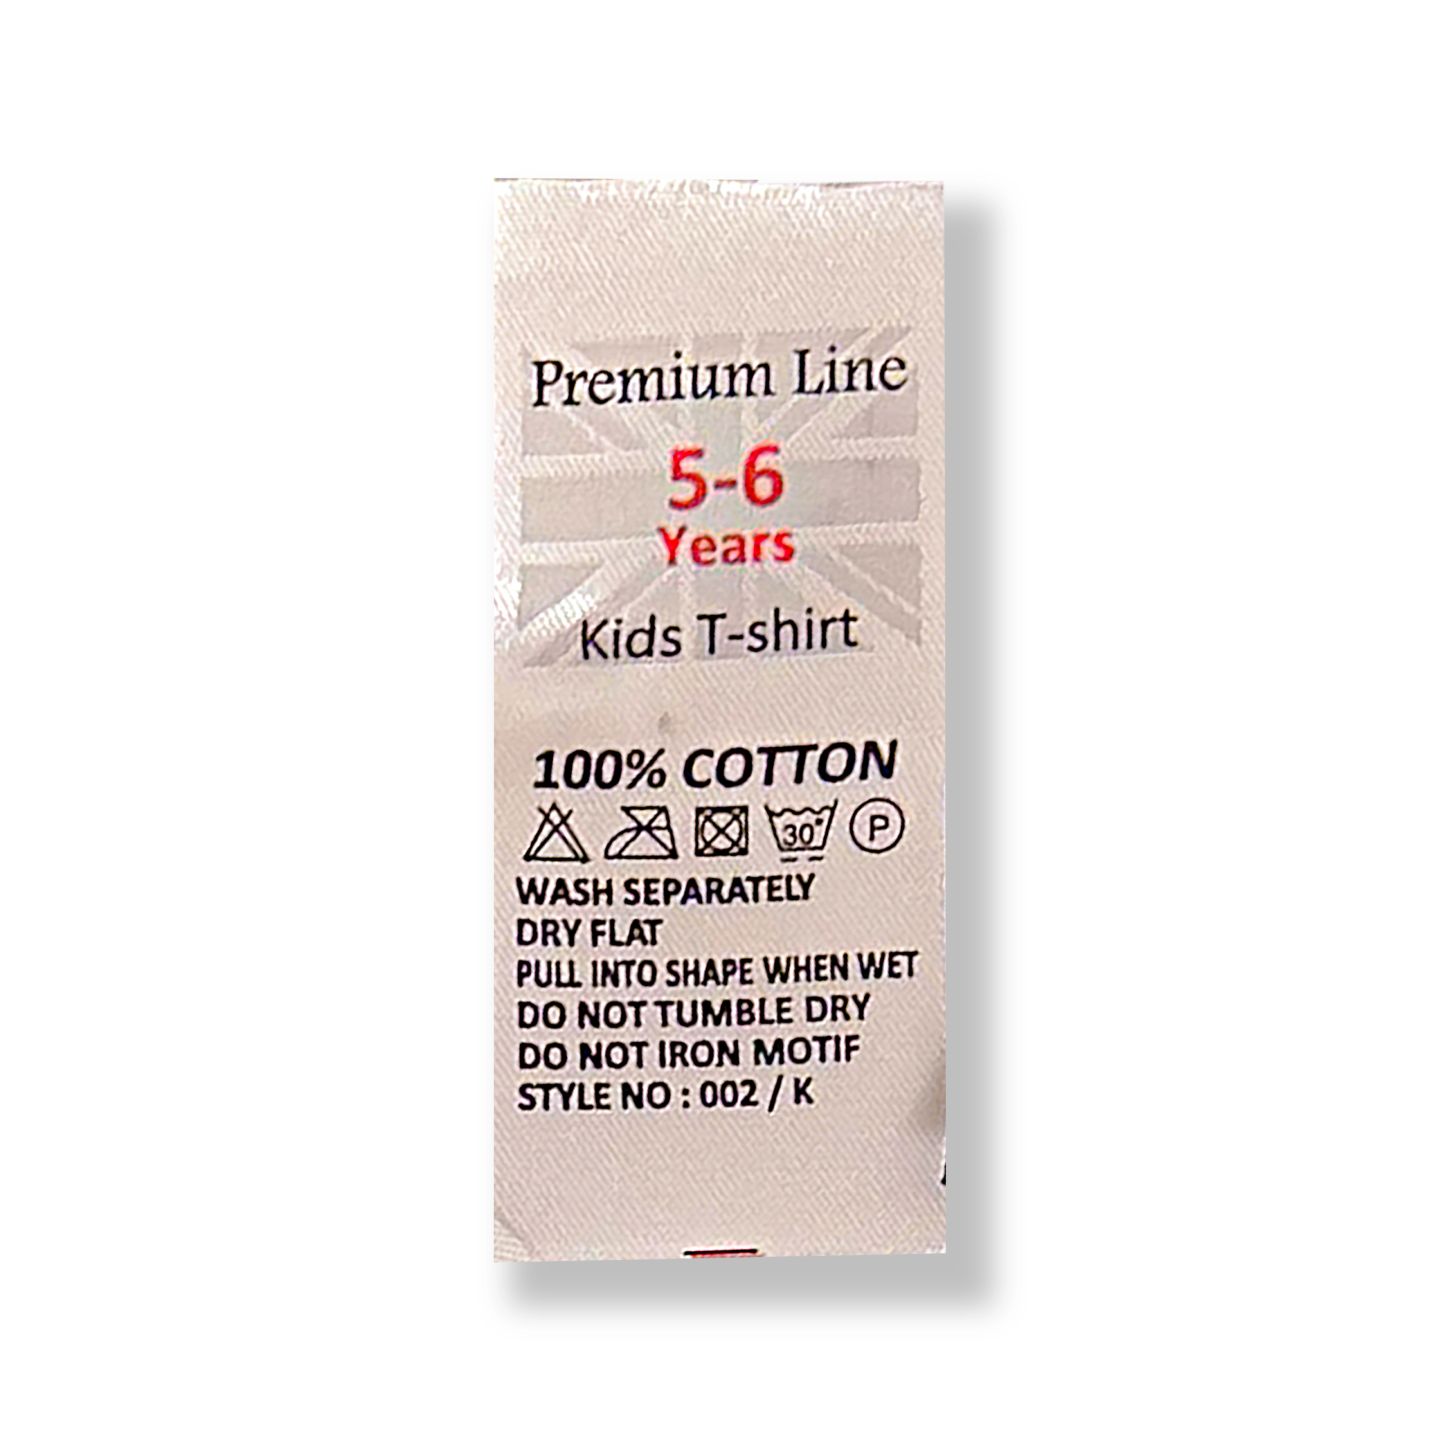 Premium Line
5-6
Years
Kids T-shirt
100% COTTON
30° P
WASH SEPARATELY
DRY FLAT
PULL INTO SHAPE WHEN WET
DO NOT TUMBLE DRY
DO NOT IRON MOTIF
STYLE NO : 002 / K